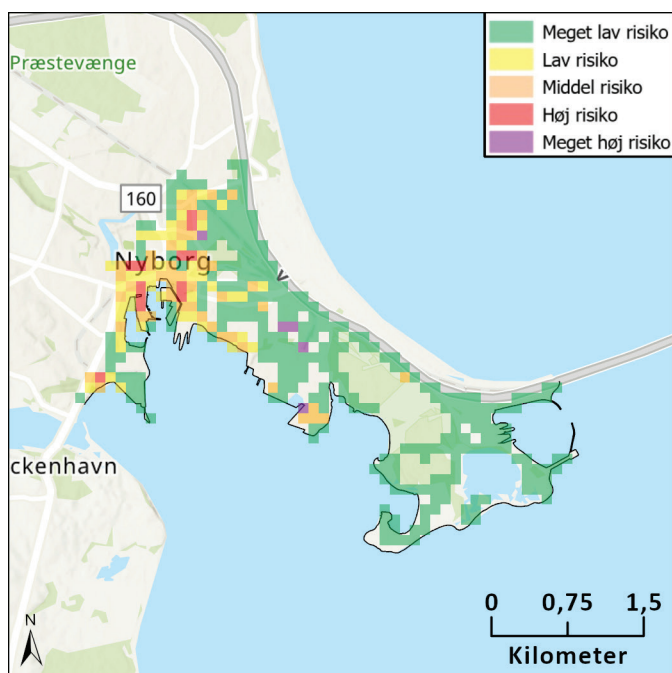 Meget lav risiko
Lav risiko
Middel risiko
Høj risiko
Meget høj risiko
Præstevænge
160
Nyborg
ckenhavn
N
0 0,75 1,5
Kilometer